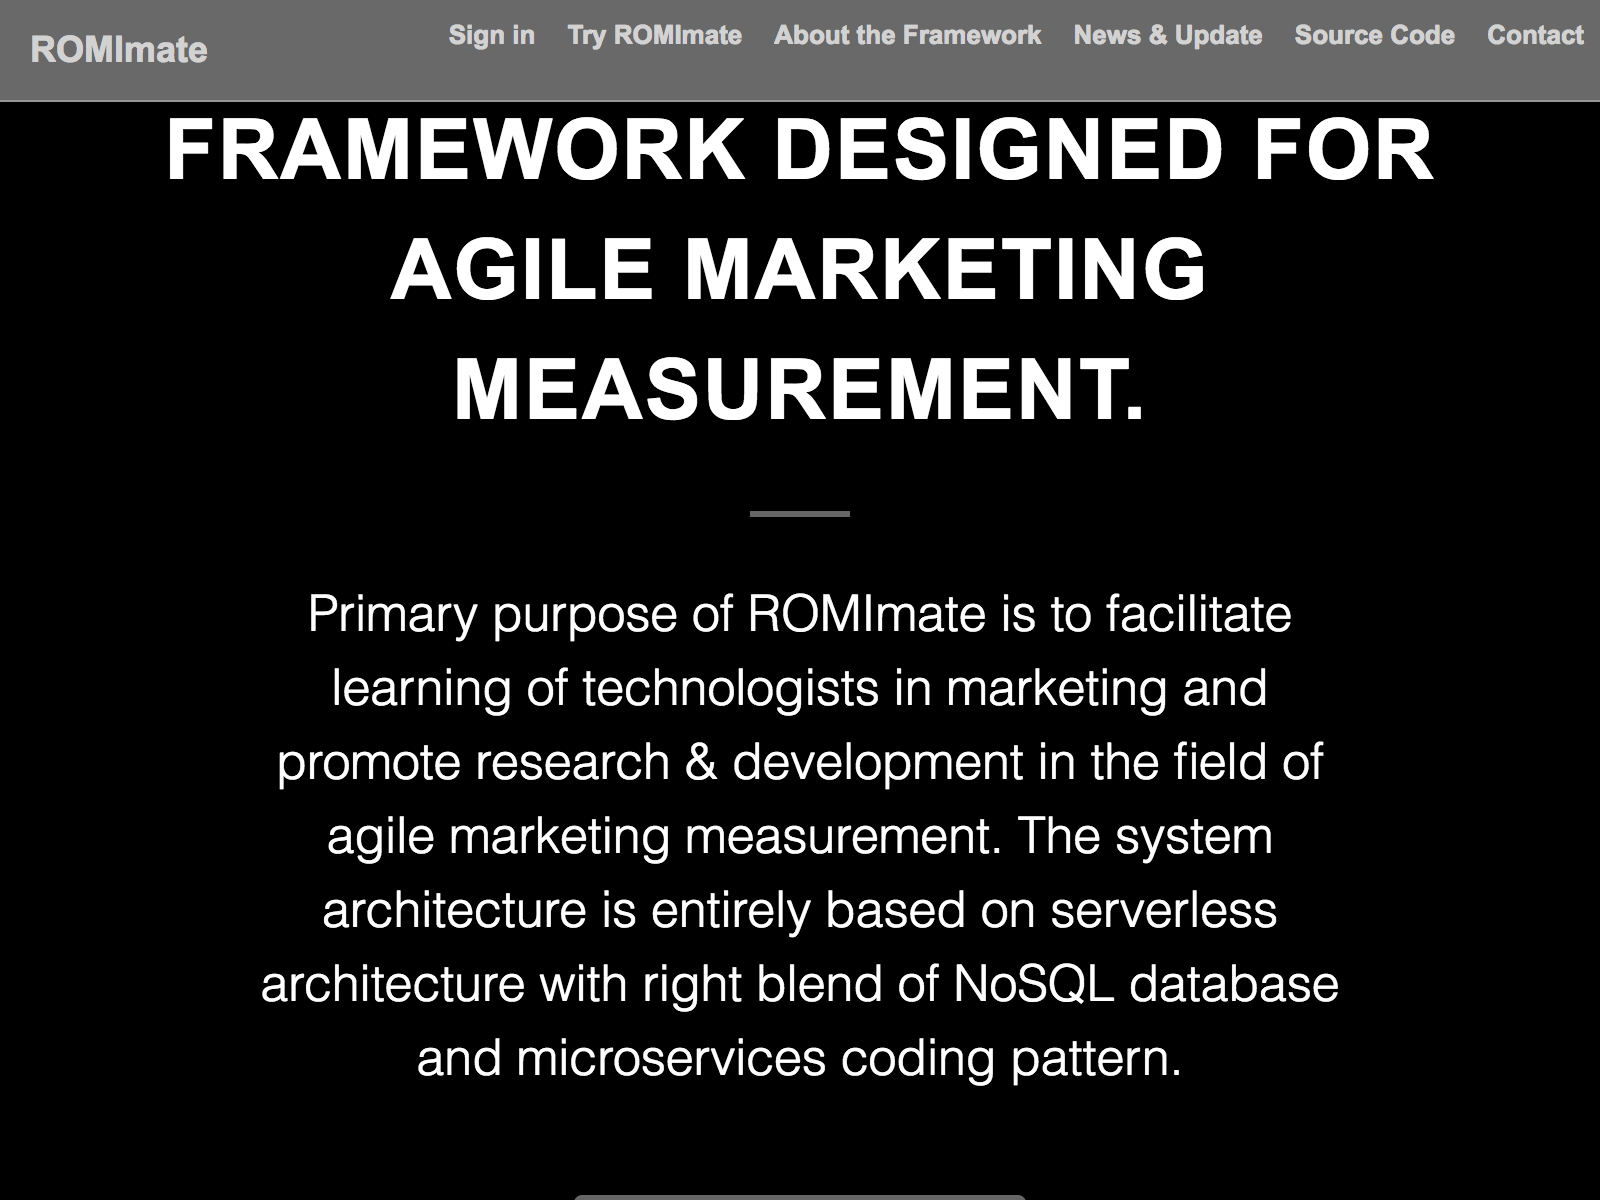 ROMImate
Sign in Try ROMImate About the Framework News & Update Source Code Contact
FRAMEWORK DESIGNED FOR
AGILE MARKETING
MEASUREMENT.
Primary purpose of ROMImate is to facilitate
learning of technologists in marketing and
promote research & development in the field of
agile marketing measurement. The system
architecture is entirely based on serverless
architecture with right blend of NoSQL database
and microservices coding pattern.